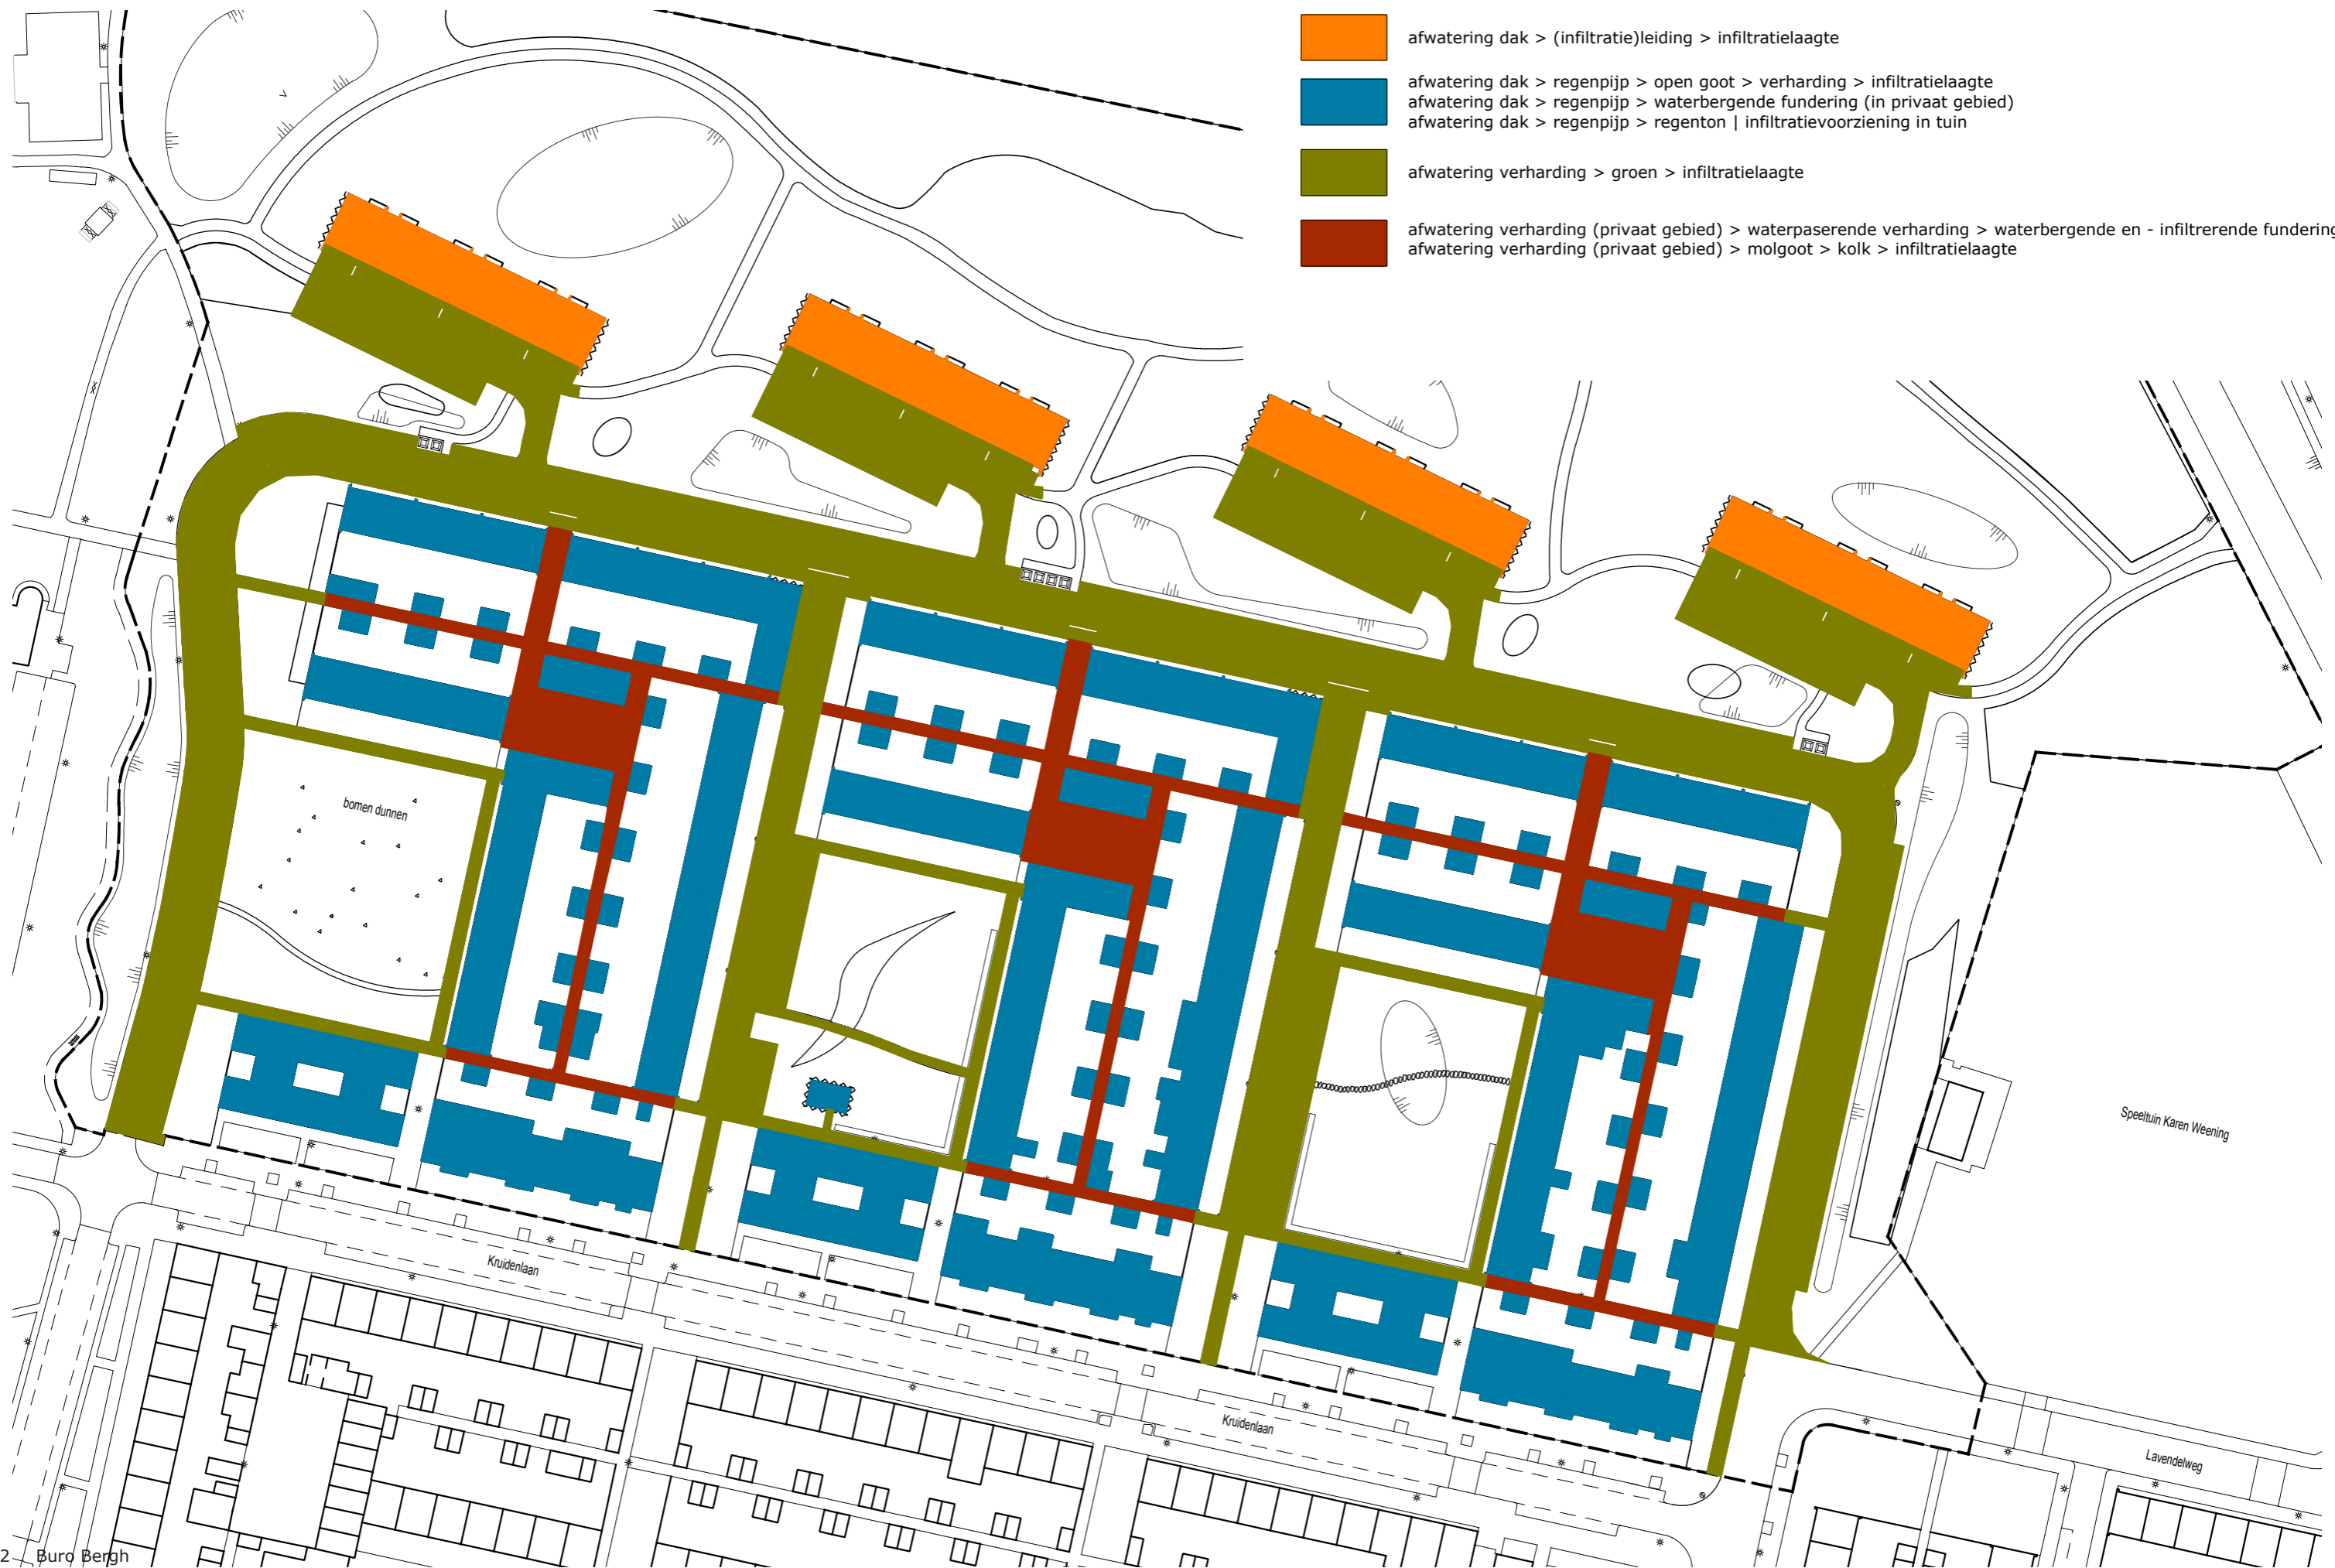 afwatering dak > (infiltratie)leiding > infiltratielaagte
afwatering dak > regenpijp > open goot > verharding > infiltratielaagte
afwatering dak > regenpijp > waterbergende fundering (in privaat gebied)
afwatering dak > regenpijp > regenton | infiltratievoorziening in tuin
afwatering verharding > groen > infiltratielaagte
afwatering verharding (privaat gebied) > waterpaserende verharding > waterbergende en - infiltrerende fundering
afwatering verharding (privaat gebied) > molgoot > kolk > infiltratielaagte
bomen dunnen
Speeltuin Karen Weening
Kruidenlaan
Kruidenlaan
Lavendelweg
2 Buro Bergh